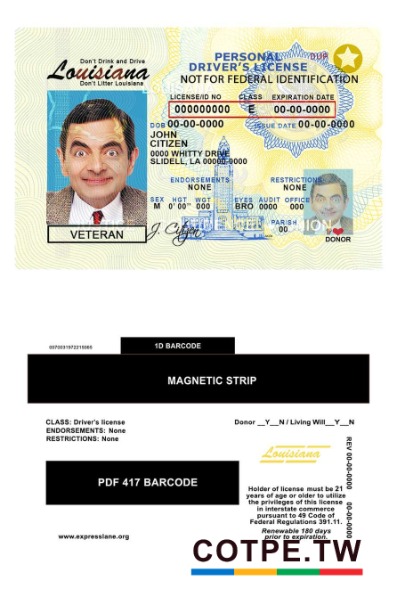 Don't Drink and Drive
Louisiana
Don't Litter Louisiana
PERSONAL
DRIVER'S LICENSE
DUP
NOT FOR FEDERAL IDENTIFICATION
LICENSE/ID NO CLASS EXPIRATION DATE
000000000 E 00-00-0000
DOB 00-00-0000 ISSUE DATE 00-00-0000
JOHN
CITIZEN
0000 WHITTY DRIVE
SLIDELL, LA 00000-0000
ENDORSEMENTS RESTRICTIONS
NONE NONE
SEX HGT WGT EYES AUDIT OFFICE
M 0'00" 000 BRO 0000 000
PARISH
00
J. Citizen
VETERAN
DONOR
1D BARCODE
MAGNETIC STRIP
CLASS: Driver's license
ENDORSEMENTS: None
RESTRICTIONS: None
Donor __Y__N / Living Will__Y__N
Louisiana
REV 00-00-0000 00-00-0000
PDF 417 BARCODE
Holder of license must be 21
years of age or older to utilize
the privileges of this license
in interstate commerce
pursuant to 49 Code of
Federal Regulations 391.11.
Renewable 180 days
prior to expiration.
www.expresslane.org
COTPE.TW